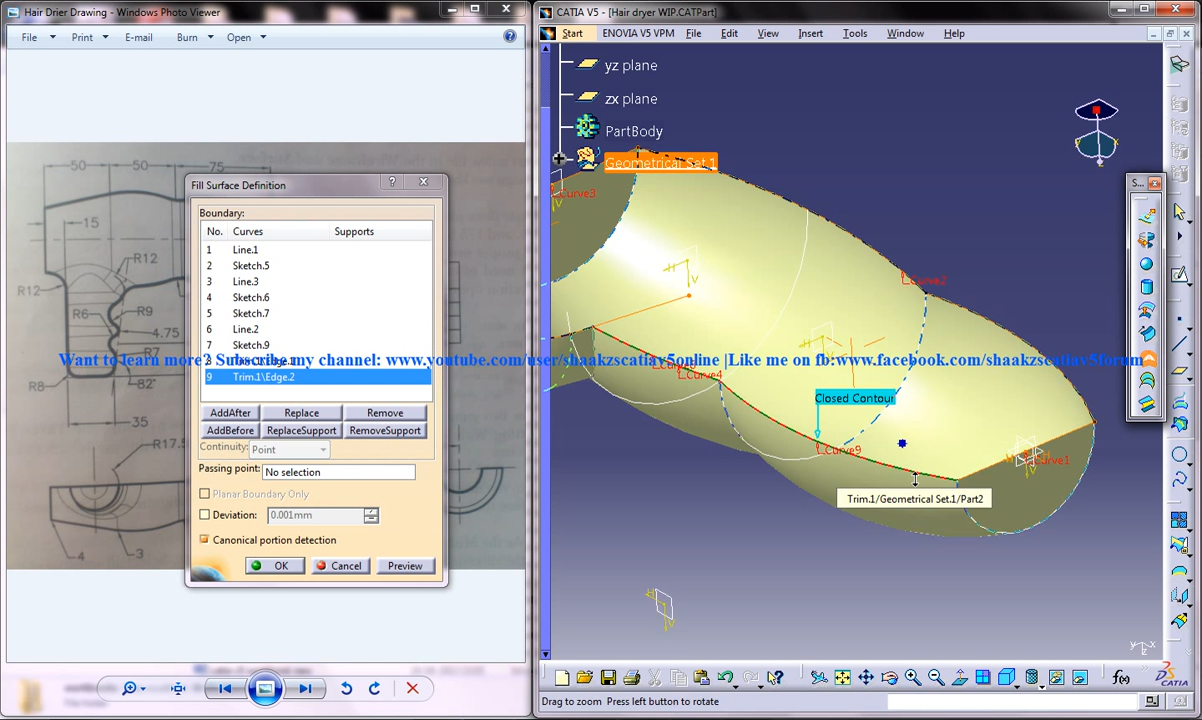 Hair Drier Drawing - Windows Photo Viewer
File Print E-mail Burn Open
50 50 75
15
R12
R12
R6
R9
4.75
R7
R8
82°
35
R17.5
4
3
Fill Surface Definition
Boundary:
No. Curves Supports
1 Line.1
2 Sketch.5
3 Line.3
4 Sketch.6
5 Sketch.7
6 Line.2
7 Sketch.9
9 Trim.1\Edge.2
AddAfter Replace Remove
AddBefore ReplaceSupport RemoveSupport
Continuity: Point
Passing point: No selection
Planar Boundary Only
Deviation: 0.001mm
Canonical portion detection
OK Cancel Preview
Want to learn more? Subscribe my channel: www.youtube.com/user/shaakzscatiav5online |Like me on fb:www.facebook.com/shaakzscatiav5forum
CATIA V5 - [Hair dryer WIP.CATPart]
Start ENOVIA V5 VPM File Edit View Insert Tools Window Help
yz plane
zx plane
PartBody
Geometrical Set.1
Curve3
Curve2
Curve4
Closed Contour
Curve9
Curve1
Trim.1/Geometrical Set.1/Part2
S...
H
V
f(x)
CATIA
Drag to zoom Press left button to rotate